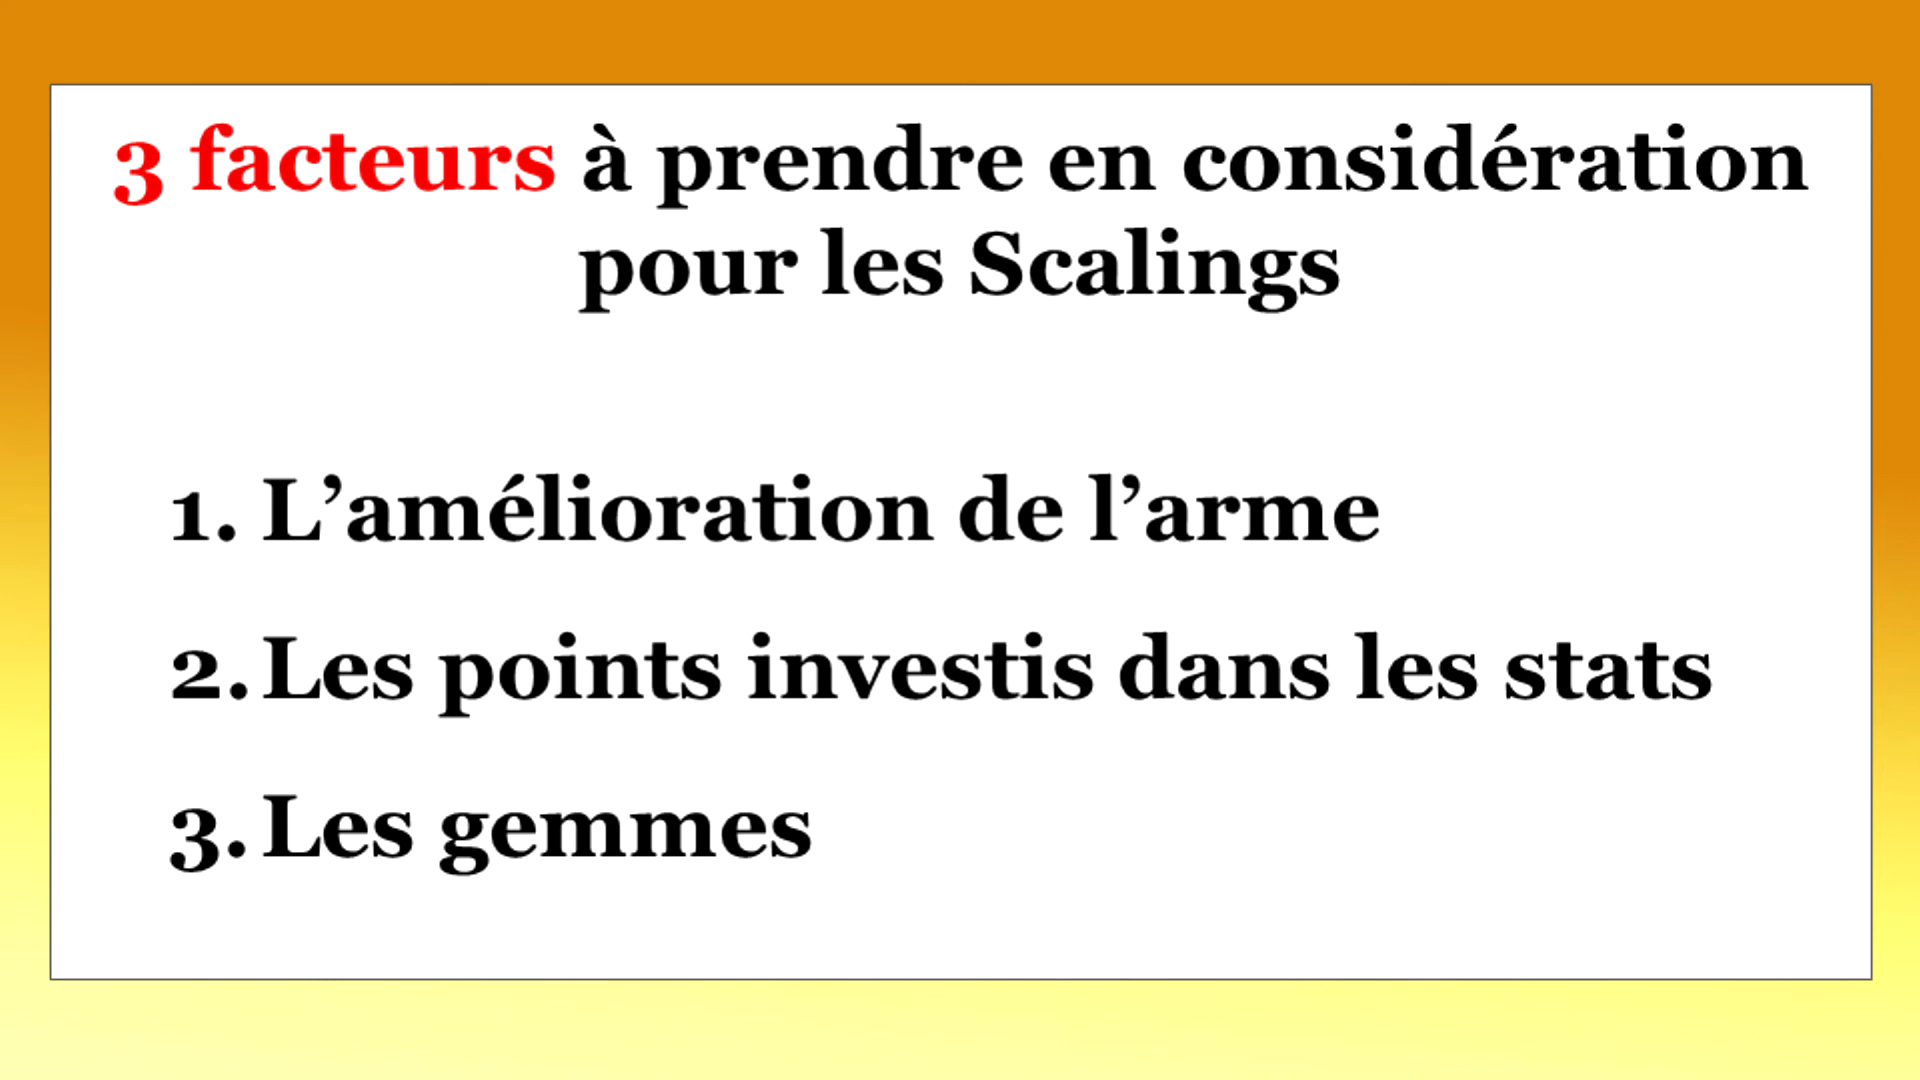 3 facteurs à prendre en considération
pour les Scalings
1. L’amélioration de l’arme
2. Les points investis dans les stats
3. Les gemmes